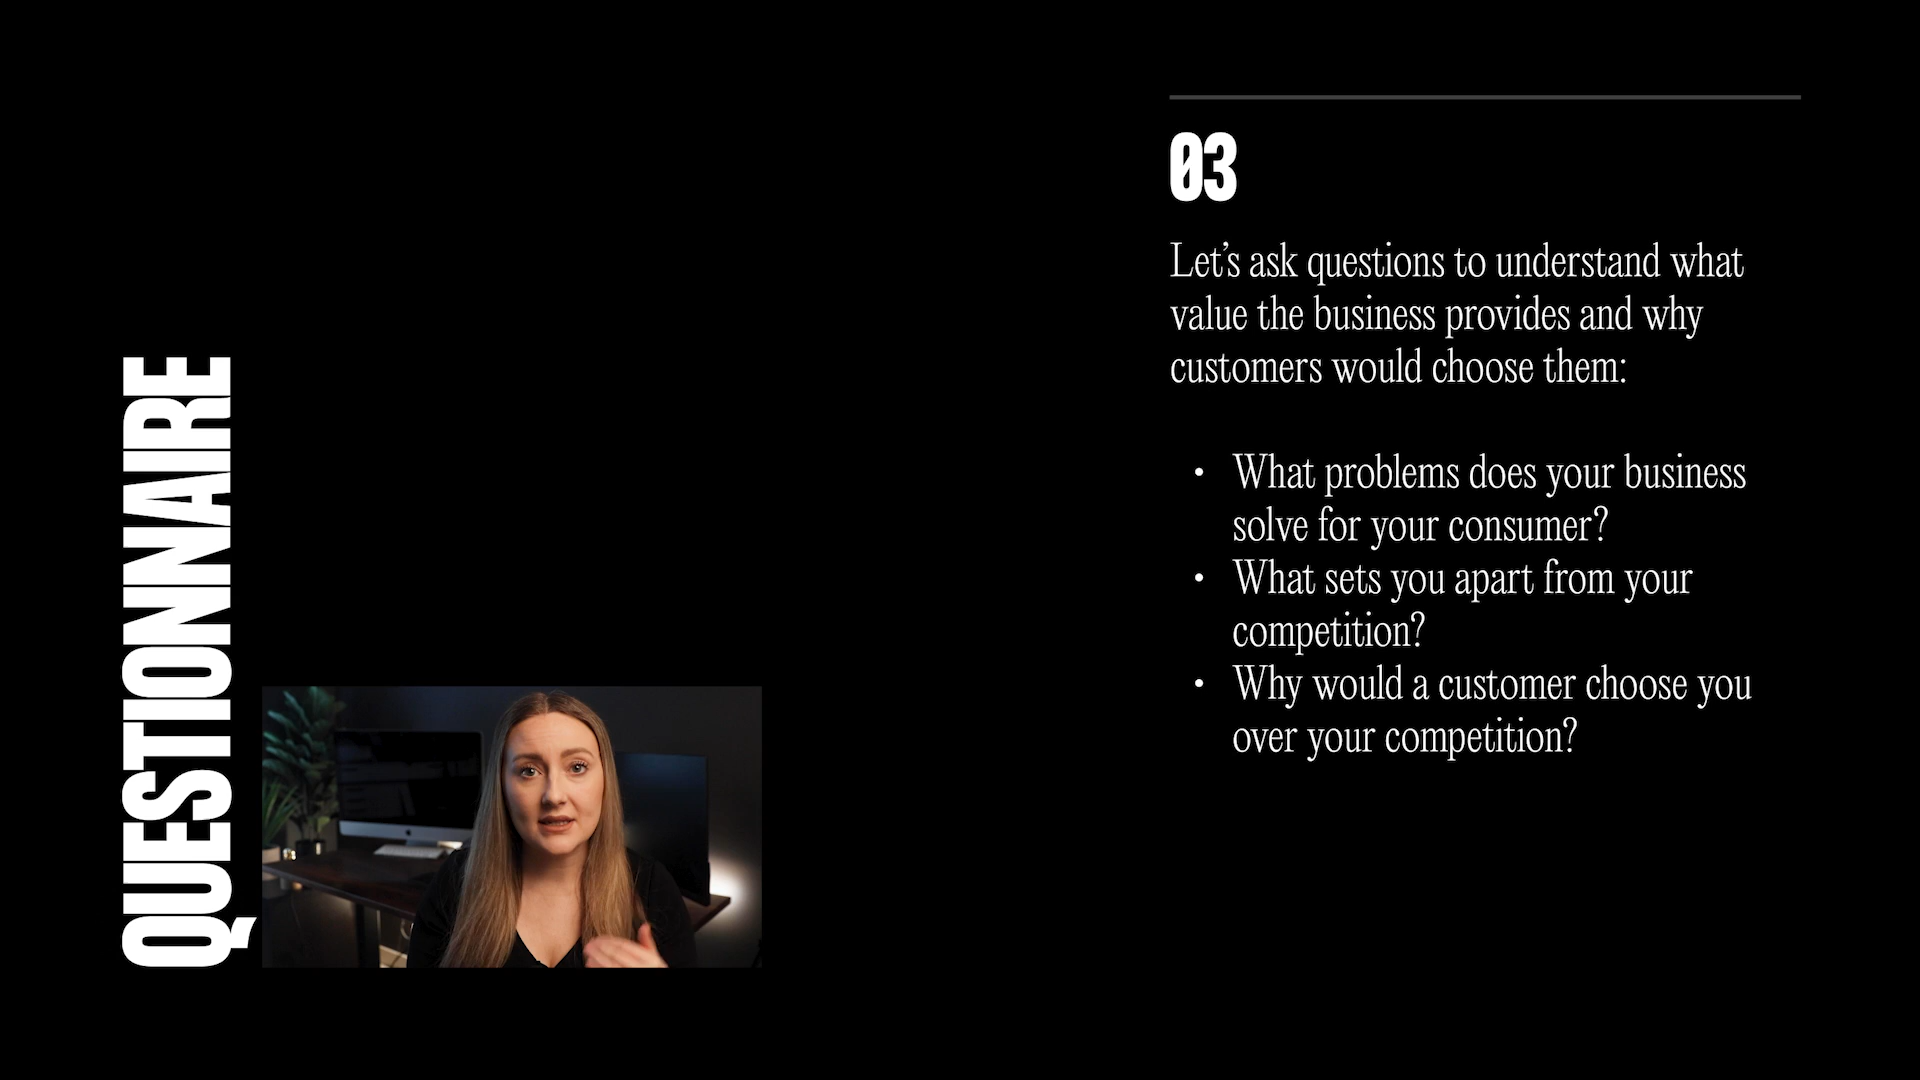 QUESTIONNAIRE
03
Let’s ask questions to understand what
value the business provides and why
customers would choose them:
• What problems does your business
solve for your consumer?
• What sets you apart from your
competition?
• Why would a customer choose you
over your competition?